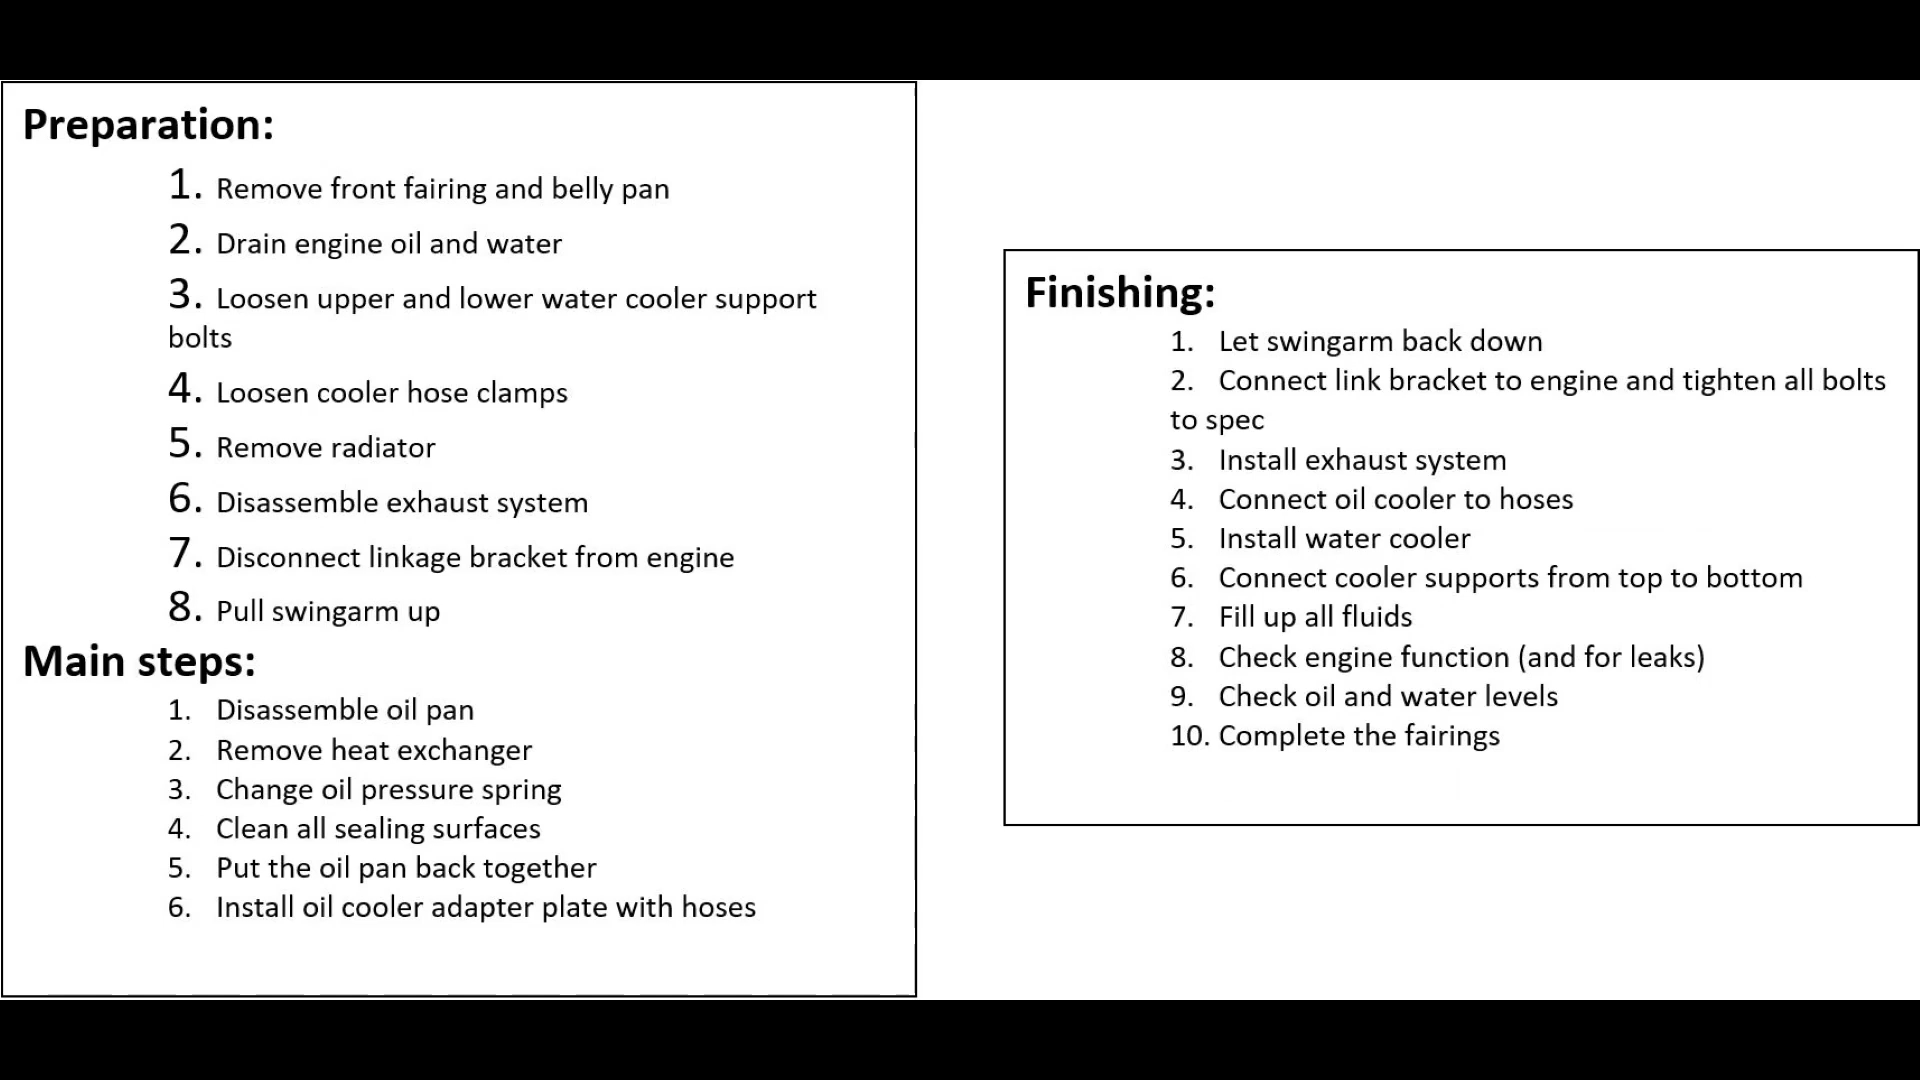 Preparation:
1. Remove front fairing and belly pan
2. Drain engine oil and water
3. Loosen upper and lower water cooler support
bolts
4. Loosen cooler hose clamps
5. Remove radiator
6. Disassemble exhaust system
7. Disconnect linkage bracket from engine
8. Pull swingarm up
Main steps:
1. Disassemble oil pan
2. Remove heat exchanger
3. Change oil pressure spring
4. Clean all sealing surfaces
5. Put the oil pan back together
6. Install oil cooler adapter plate with hoses
Finishing:
1. Let swingarm back down
2. Connect link bracket to engine and tighten all bolts
to spec
3. Install exhaust system
4. Connect oil cooler to hoses
5. Install water cooler
6. Connect cooler supports from top to bottom
7. Fill up all fluids
8. Check engine function (and for leaks)
9. Check oil and water levels
10. Complete the fairings